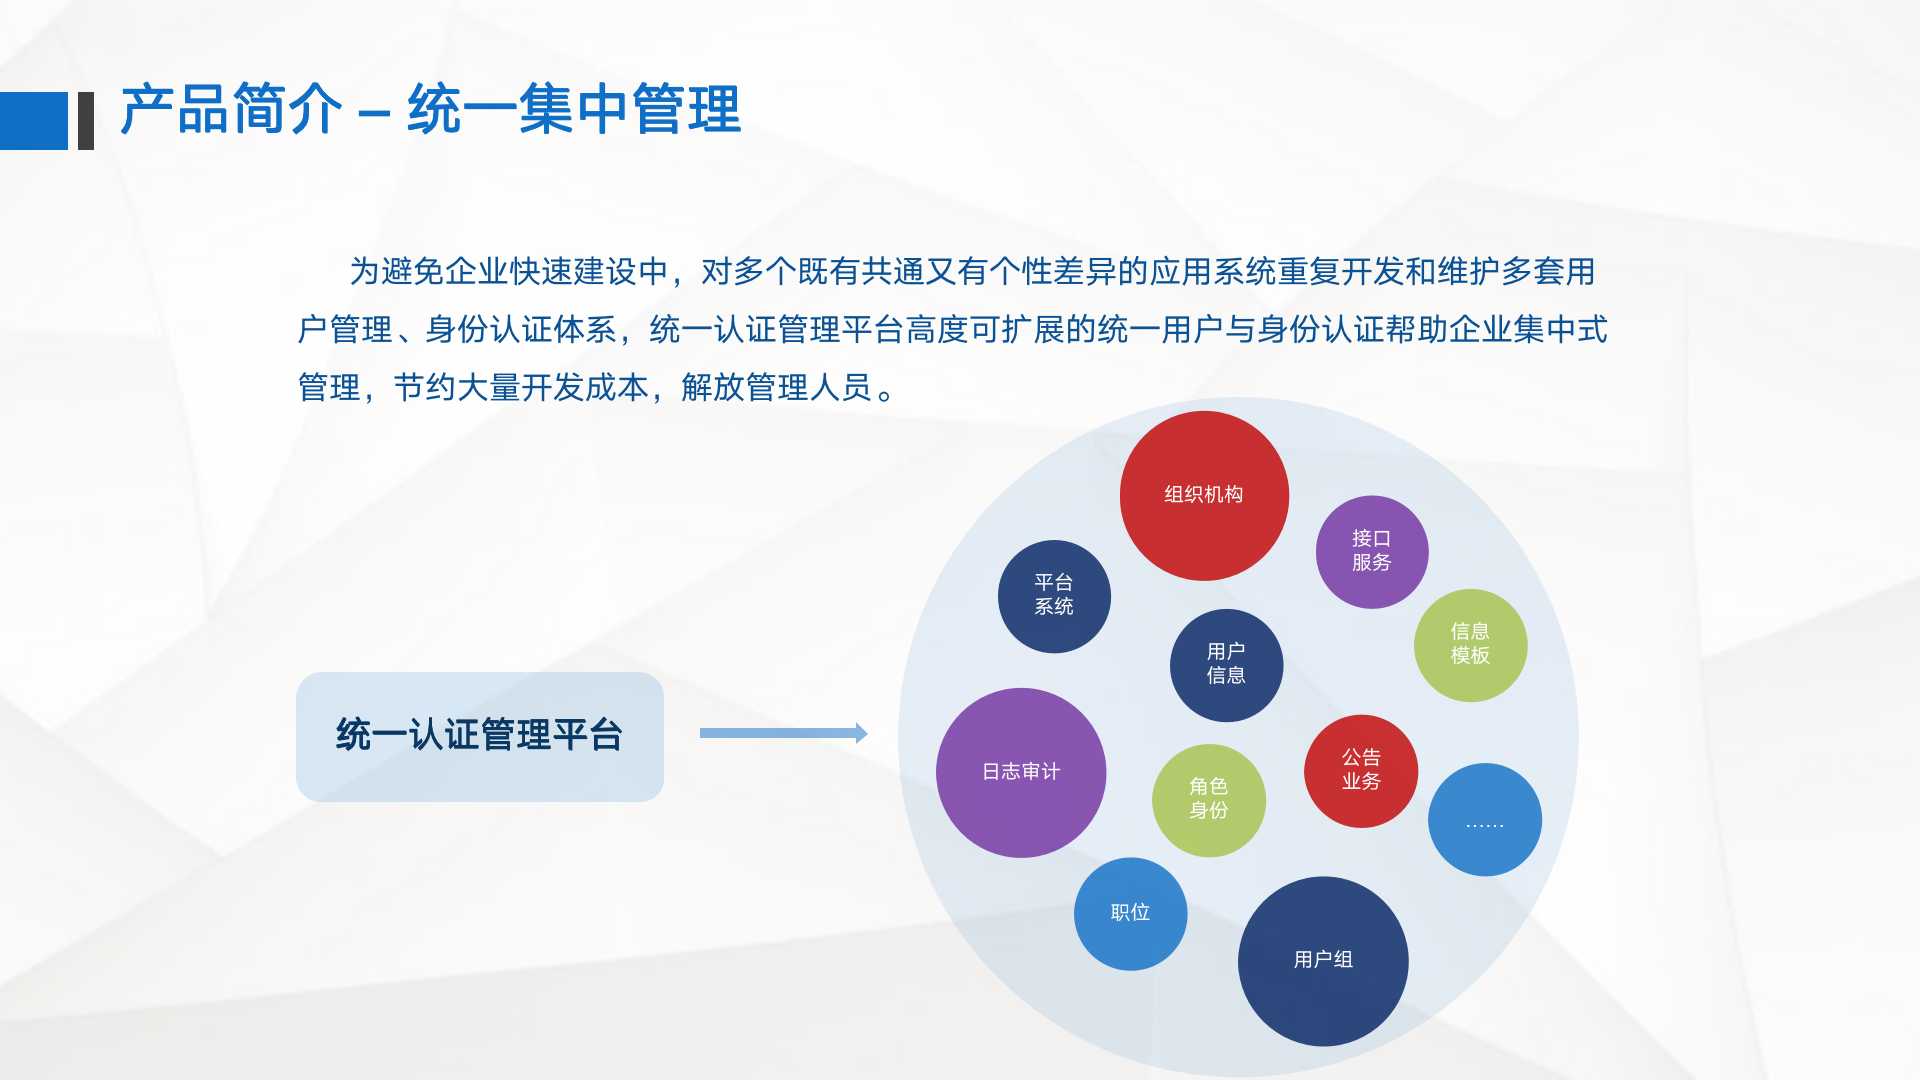 产品简介 – 统一集中管理
为避免企业快速建设中，对多个既有共通又有个性差异的应用系统重复开发和维护多套用
户管理、身份认证体系，统一认证管理平台高度可扩展的统一用户与身份认证帮助企业集中式
管理，节约大量开发成本，解放管理人员。
组织机构
接口
服务
平台
系统
信息
模板
用户
信息
统一认证管理平台
日志审计
公告
业务
角色
身份
……
职位
用户组